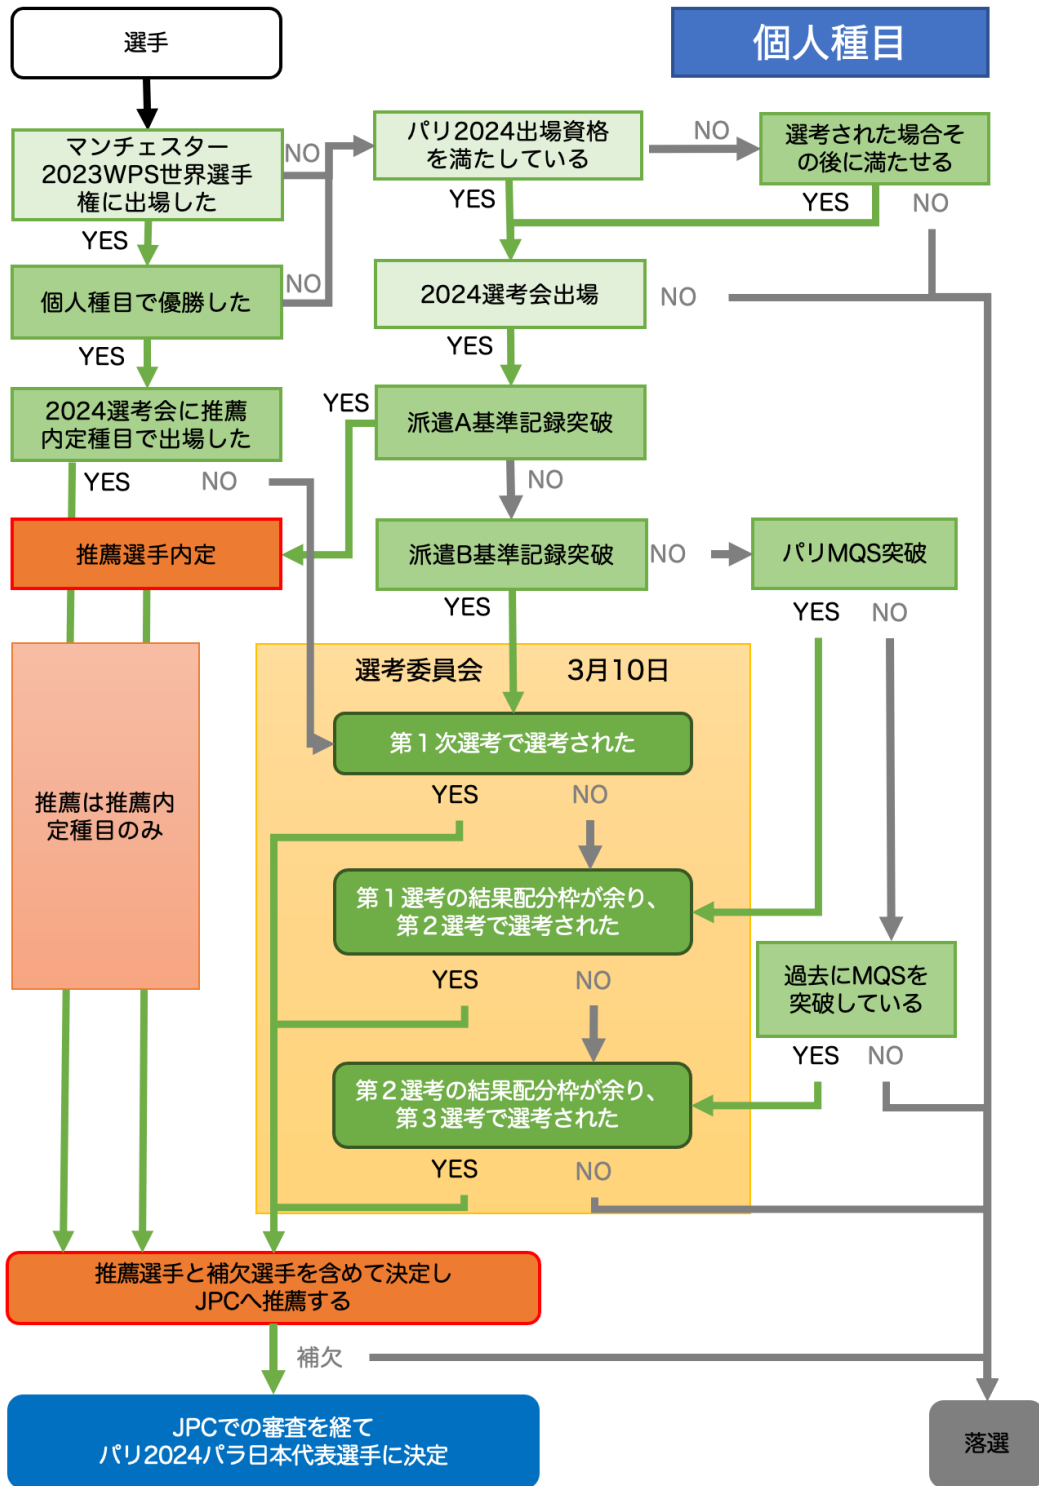 選手
個人種目
マンチェスター
2023WPS世界選手
権に出場した
NO
パリ2024出場資格
を満たしている
NO
選考された場合そ
の後に満たせる
YES
YES
YES
NO
個人種目で優勝した
NO
2024選考会出場
NO
YES
YES
2024選考会に推薦
内定種目で出場した
YES
派遣A基準記録突破
YES
NO
NO
推薦選手内定
派遣B基準記録突破
NO
パリMQS突破
YES
YES
NO
選考委員会
3月10日
第1次選考で選考された
YES
NO
推薦は推薦内
定種目のみ
第1選考の結果配分枠が余り、
第2選考で選考された
YES
NO
過去にMQSを
突破している
YES
NO
第2選考の結果配分枠が余り、
第3選考で選考された
YES
NO
推薦選手と補欠選手を含めて決定し
JPCへ推薦する
補欠
JPCでの審査を経て
パリ2024パラ日本代表選手に決定
落選